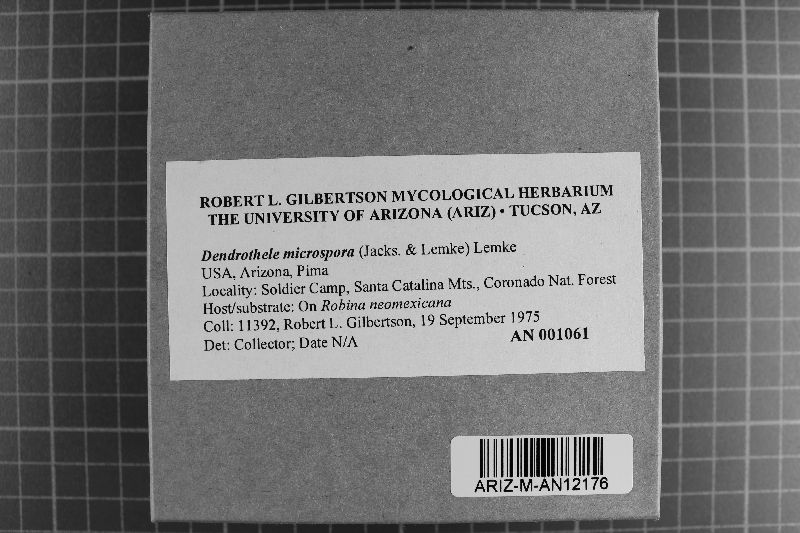 ROBERT L. GILBERTSON MYCOLOGICAL HERBARIUM
THE UNIVERSITY OF ARIZONA (ARIZ) • TUCSON, AZ
Dendrothele microspora (Jacks. & Lemke) Lemke
USA, Arizona, Pima
Locality: Soldier Camp, Santa Catalina Mts., Coronado Nat. Forest
Host/substrate: On Robina neomexicana
Coll: 11392, Robert L. Gilbertson, 19 September 1975
Det: Collector; Date N/A
AN 001061
ARIZ-M-AN12176